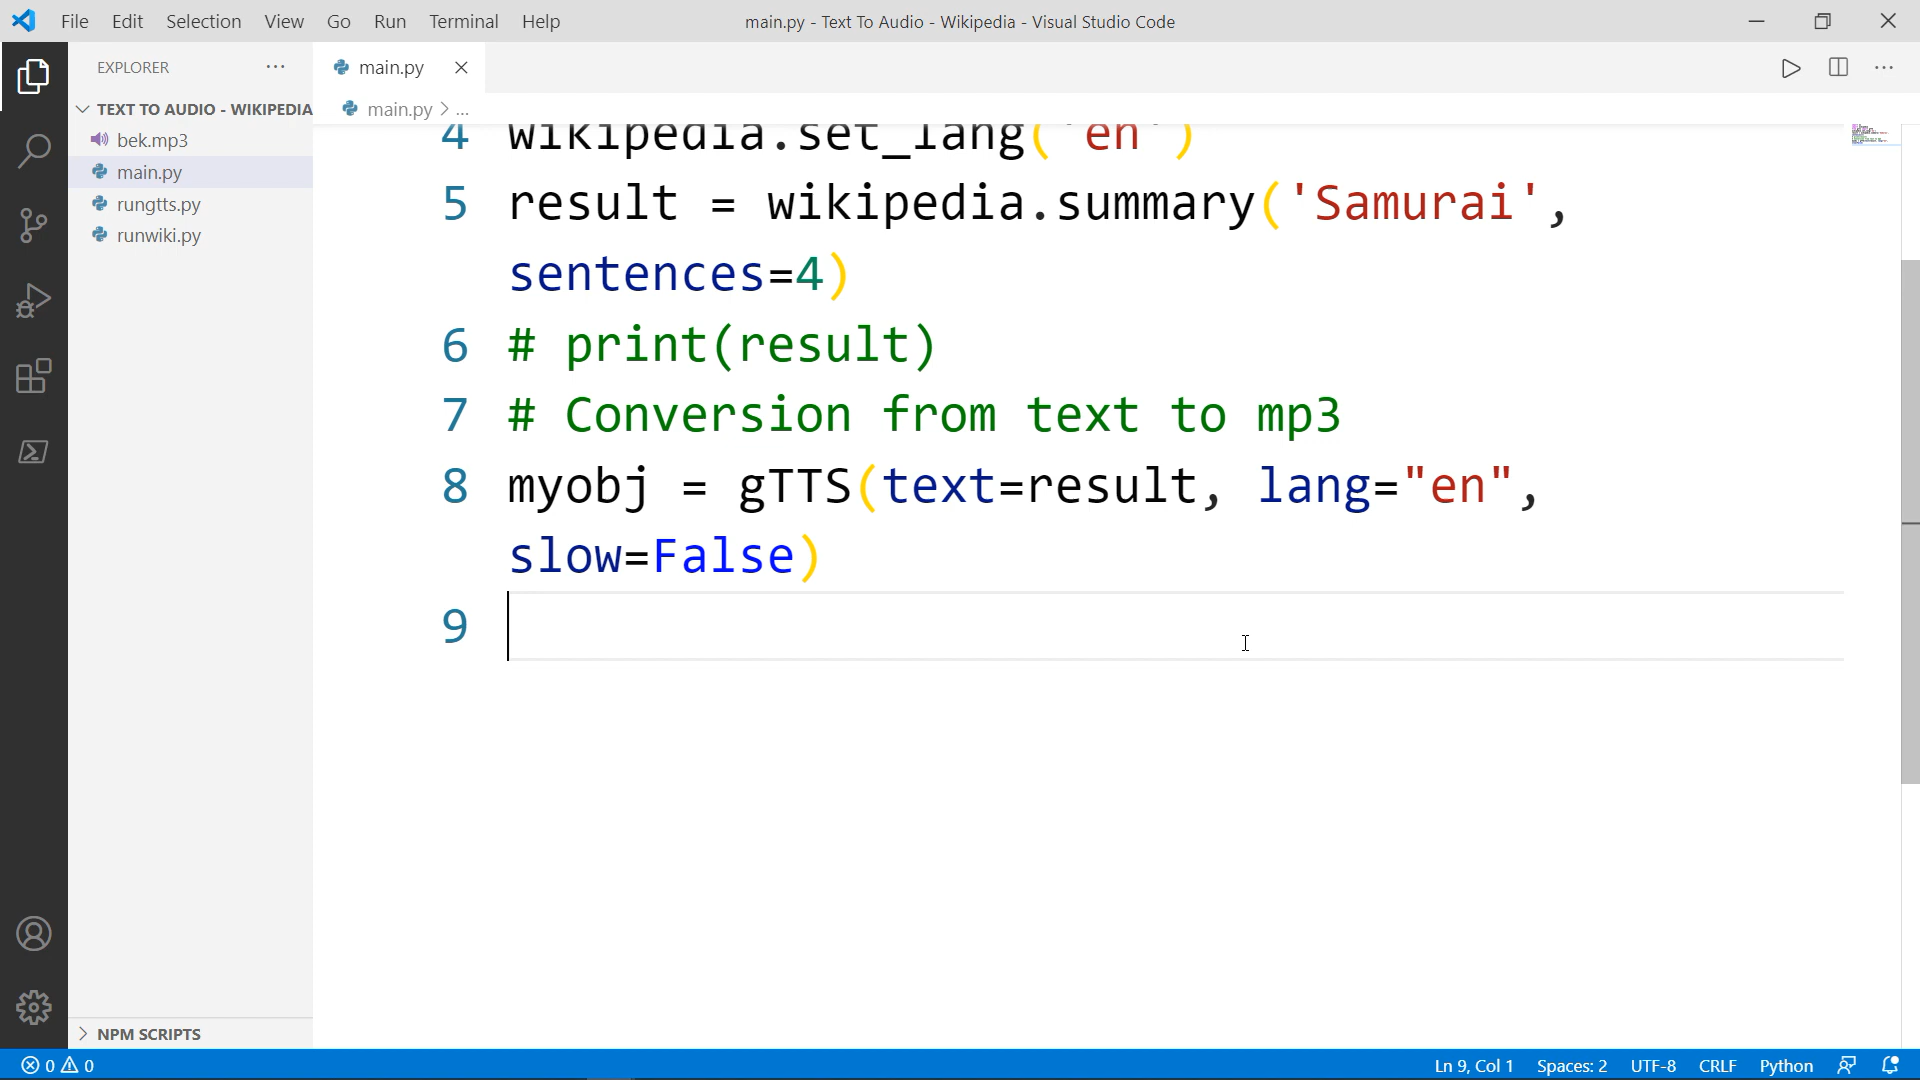 File Edit Selection View Go Run Terminal Help main.py - Text To Audio - Wikipedia - Visual Studio Code
EXPLORER ···
main.py
TEXT TO AUDIO - WIKIPEDIA
bek.mp3
main.py
rungtts.py
runwiki.py
NPM SCRIPTS
main.py > ...
4 wikipedia.set_lang('en')
5 result = wikipedia.summary('Samurai',
sentences=4)
6 # print(result)
7 # Conversion from text to mp3
8 myobj = gTTS(text=result, lang="en",
slow=False)
9
0 0 Ln 9, Col 1 Spaces: 2 UTF-8 CRLF Python